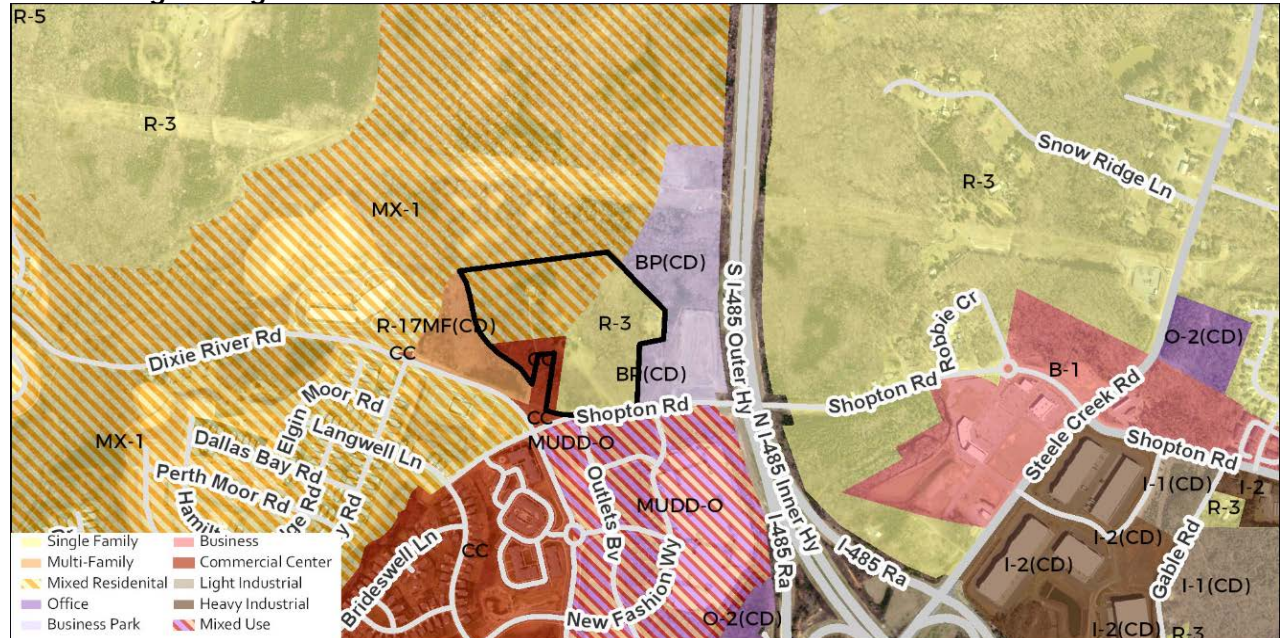 R-5
R-3
Snow Ridge Ln
R-3
MX-1
BP(CD)
S I-485 Outer Hy
N I-485 Inner Hy
R-3
R-17MF(CD)
CC
CC
Dixie River Rd
Robbie Cr
O-2(CD)
B-1
BP(CD)
Shopton Rd
Shopton Rd
Steele Creek Rd
Elgin
Moor Rd
CC
MUDD-O
Langwell Ln
MX-1
Dallas Bay Rd
Shopton Rd
Perth Moor Rd
Outlets Bv
MUDD-O
I-1(CD)
I-2
R-3
I-2(CD)
Gable Rd
I-485 Ra
I-485 Ra
CC
I-2(CD)
I-1(CD)
Brideswell Ln
New Fashion Wy
O-2(CD)
I-2(CD)
R-3
Single Family
Multi-Family
Mixed Residenital
Office
Business Park
Business
Commercial Center
Light Industrial
Heavy Industrial
Mixed Use